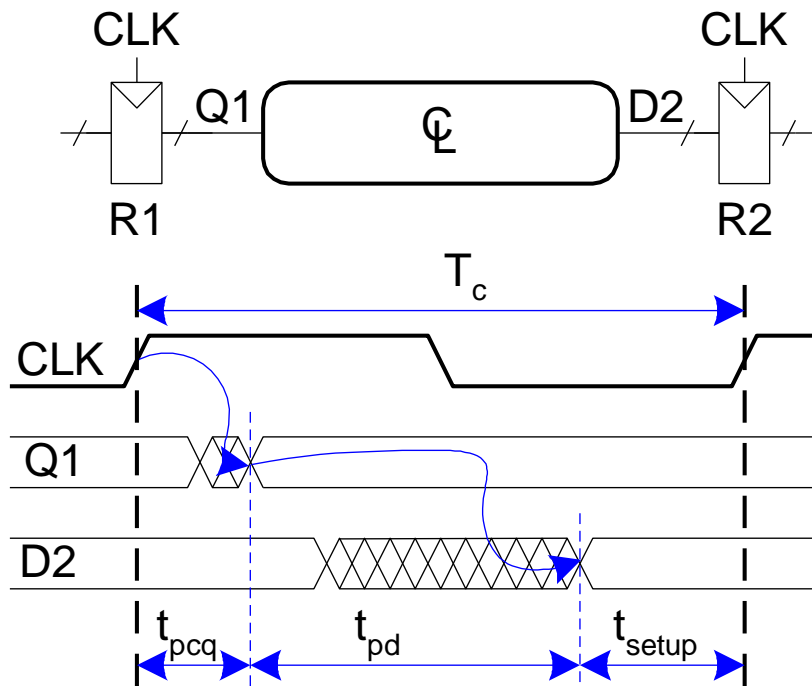 CLK CLK
Q1 CL D2
R1 R2
Tc
CLK
Q1
D2
tpcq tpd tsetup